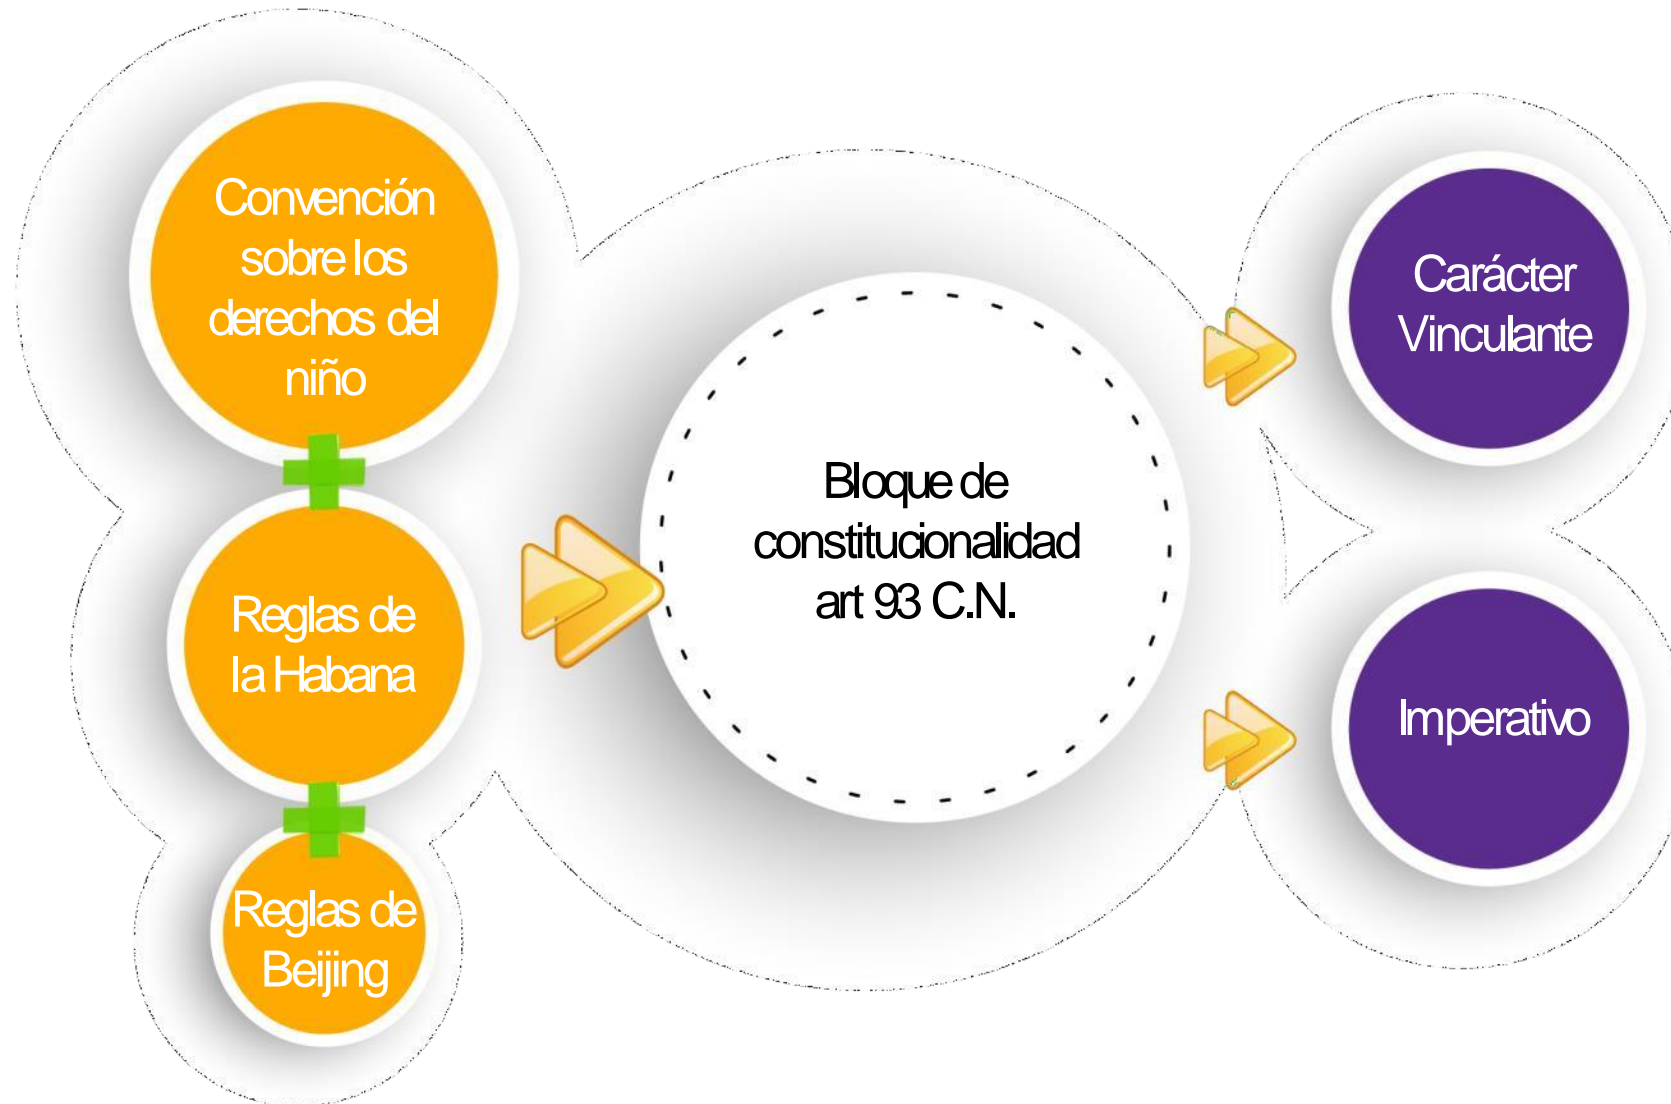 Convención
sobre los
derechos del
niño
Reglas de
la Habana
Reglas de
Beijing
Bloque de
constitucionalidad
art 93 C.N.
Carácter
Vinculante
Imperativo